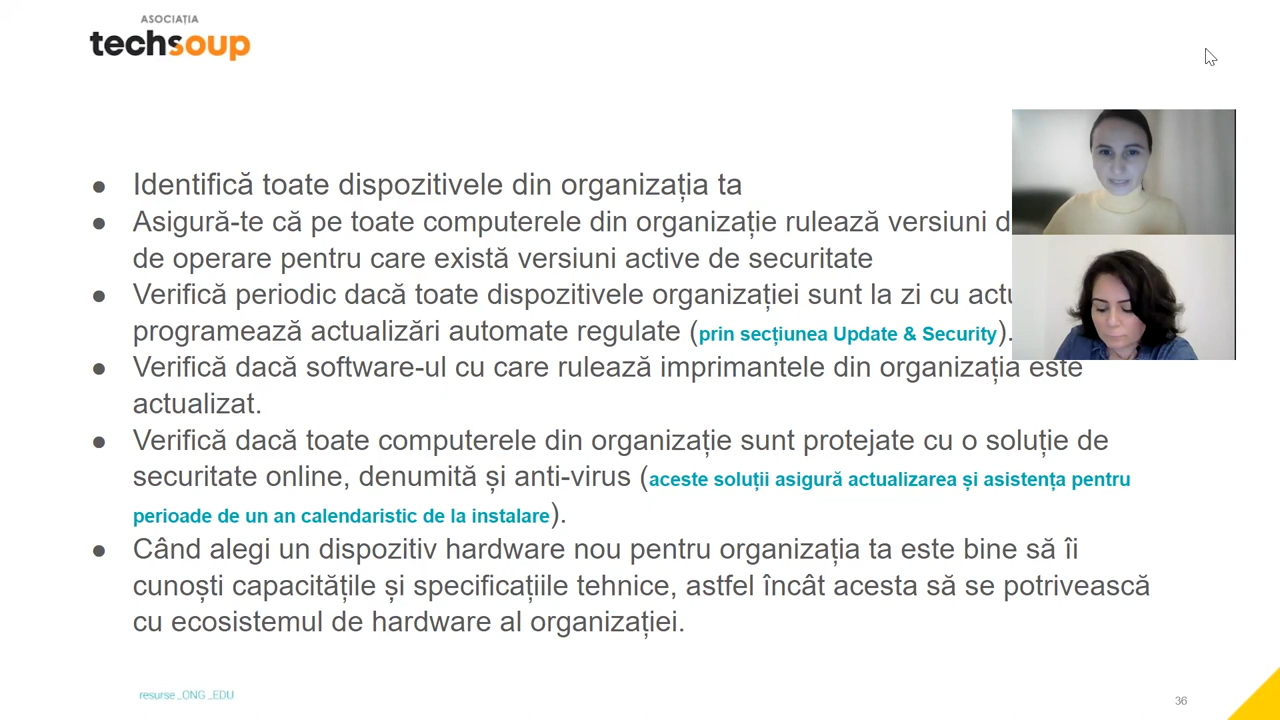 ASOCIAȚIA
techsoup
● Identifică toate dispozitivele din organizația ta
● Asigură-te că pe toate computerele din organizație rulează versiuni
de operare pentru care există versiuni active de securitate
● Verifică periodic dacă toate dispozitivele organizației sunt la zi cu
programează actualizări automate regulate (prin secțiunea Update & Security).
● Verifică dacă software-ul cu care rulează imprimantele din organizația este
actualizat.
● Verifică dacă toate computerele din organizație sunt protejate cu o soluție de
securitate online, denumită și anti-virus (aceste soluții asigură actualizarea și asistența pentru
perioade de un an calendaristic de la instalare).
● Când alegi un dispozitiv hardware nou pentru organizația ta este bine să îi
cunoști capacitățile și specificațiile tehnice, astfel încât acesta să se potrivească
cu ecosistemul de hardware al organizației.
resurse_ONG_EDU
36